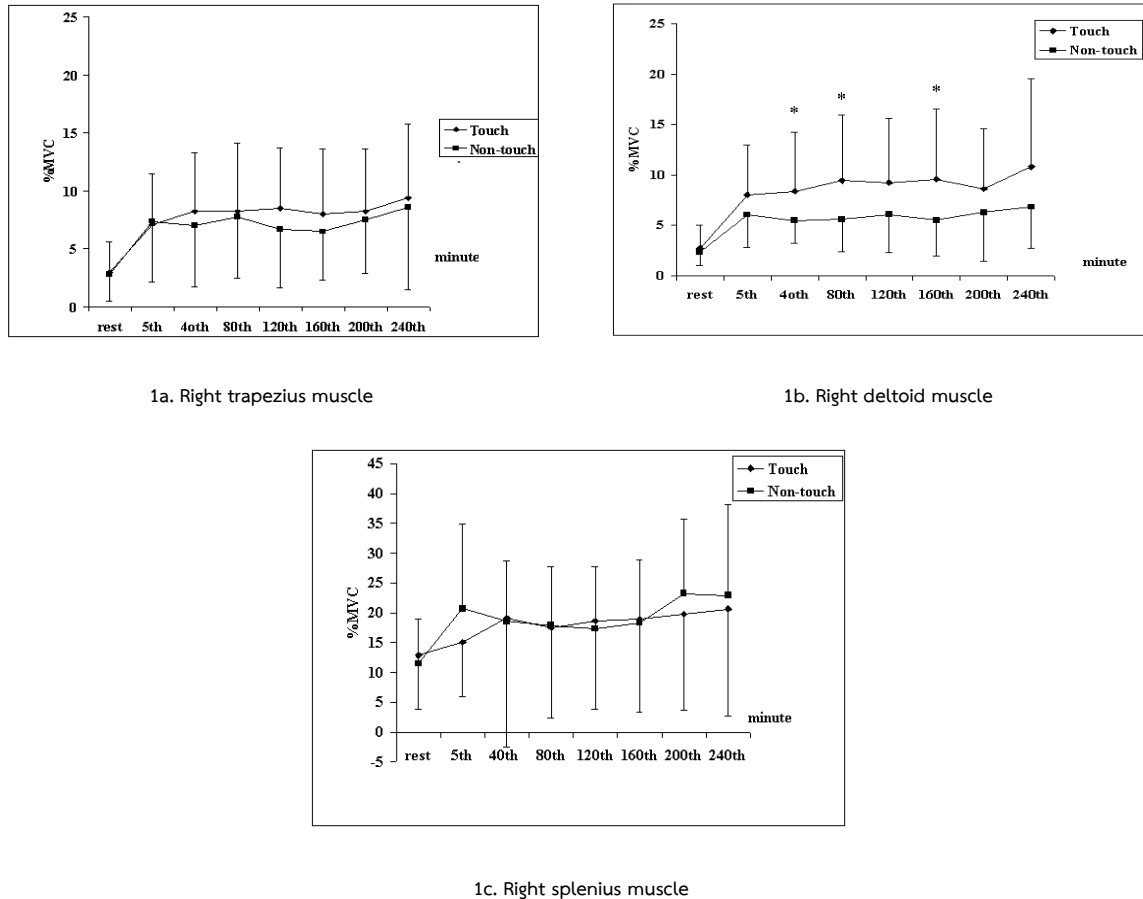 25
20
15
10
5
0
%MVC
Touch
Non-touch
minute
rest 5th 4oth 80th 120th 160th 200th 240th
1a. Right trapezius muscle
25
20
15
10
5
0
%MVC
Touch
Non-touch
* * *
minute
rest 5th 4oth 80th 120th 160th 200th 240th
1b. Right deltoid muscle
45
40
35
30
25
20
15
10
5
0
-5
%MVC
Touch
Non-touch
minute
rest 5th 40th 80th 120th 160th 200th 240th
1c. Right splenius muscle